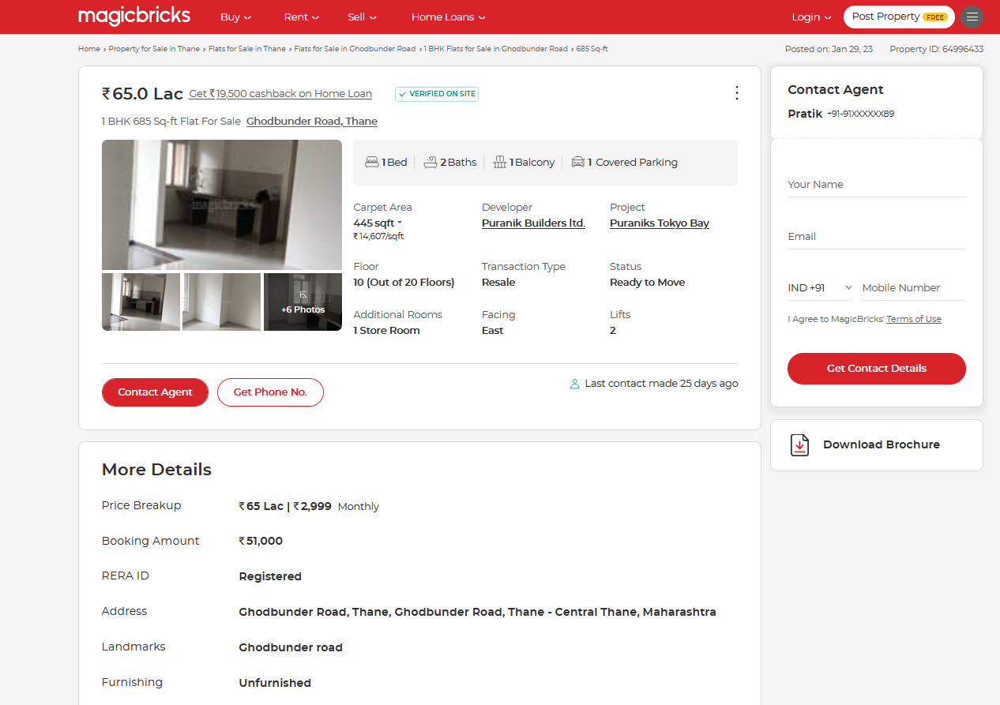 magicbricks Buy Rent Sell Home Loans Login Post Property FREE
Home › Property for Sale in Thane › Flats for Sale in Thane › Flats for Sale in Ghodbunder Road › 1 BHK Flats for Sale in Ghodbunder Road › 685 Sq-ft Posted on: Jan 29, 23 Property ID: 64996433
₹65.0 Lac Get ₹19,500 cashback on Home Loan VERIFIED ON SITE
1 BHK 685 Sq-ft Flat For Sale Ghodbunder Road, Thane
magicbricks
+6 Photos
1 Bed 2 Baths 1 Balcony 1 Covered Parking
Carpet Area Developer Project
445 sqft Puranik Builders ltd. Puraniks Tokyo Bay
₹14,607/sqft
Floor Transaction Type Status
10 (Out of 20 Floors) Resale Ready to Move
Additional Rooms Facing Lifts
1 Store Room East 2
Contact Agent Get Phone No. Last contact made 25 days ago
More Details
Price Breakup ₹65 Lac | ₹2,999 Monthly
Booking Amount ₹51,000
RERA ID Registered
Address Ghodbunder Road, Thane, Ghodbunder Road, Thane - Central Thane, Maharashtra
Landmarks Ghodbunder road
Furnishing Unfurnished
Contact Agent
Pratik +91-91XXXXXX89
Your Name
Email
IND +91 Mobile Number
I Agree to MagicBricks' Terms of Use
Get Contact Details
Download Brochure